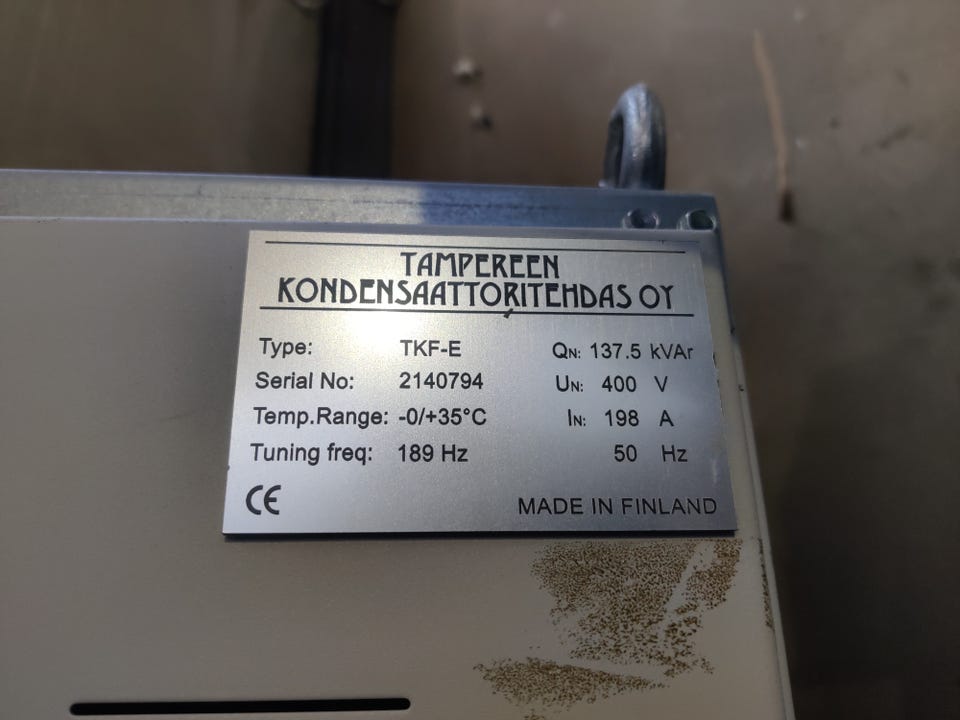 TAMPEREEN
KONDENSAATTORITEHDAS OY
Type: TKF-E QN: 137.5 kVAr
Serial No: 2140794 UN: 400 V
Temp.Range: -0/+35°C IN: 198 A
Tuning freq: 189 Hz 50 Hz
CE MADE IN FINLAND